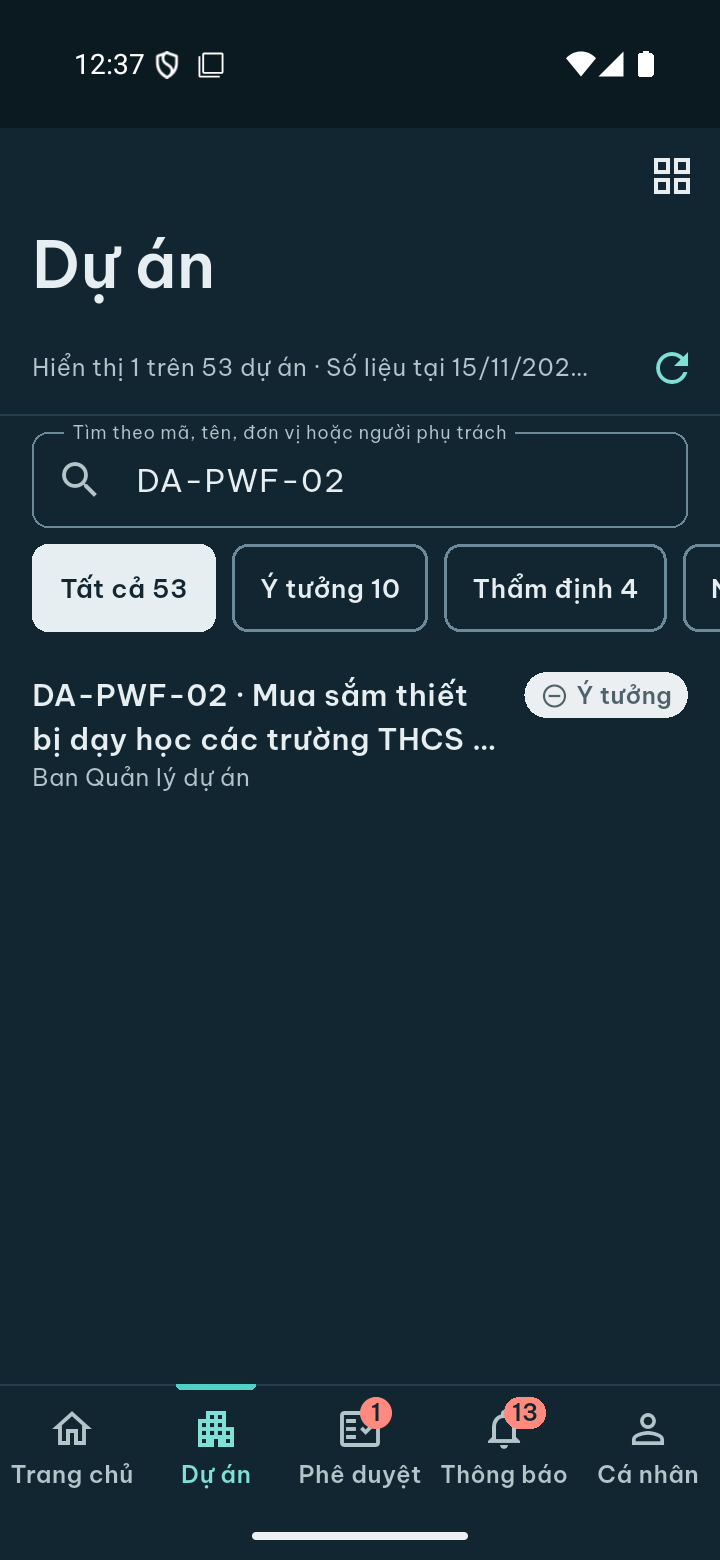 12:37
Dự án
Hiển thị 1 trên 53 dự án · Số liệu tại 15/11/202...
Tìm theo mã, tên, đơn vị hoặc người phụ trách
DA-PWF-02
Tất cả 53
Ý tưởng 10
Thẩm định 4
DA-PWF-02 · Mua sắm thiết
bị dạy học các trường THCS ...
Ý tưởng
Ban Quản lý dự án
1
13
Trang chủ
Dự án
Phê duyệt
Thông báo
Cá nhân